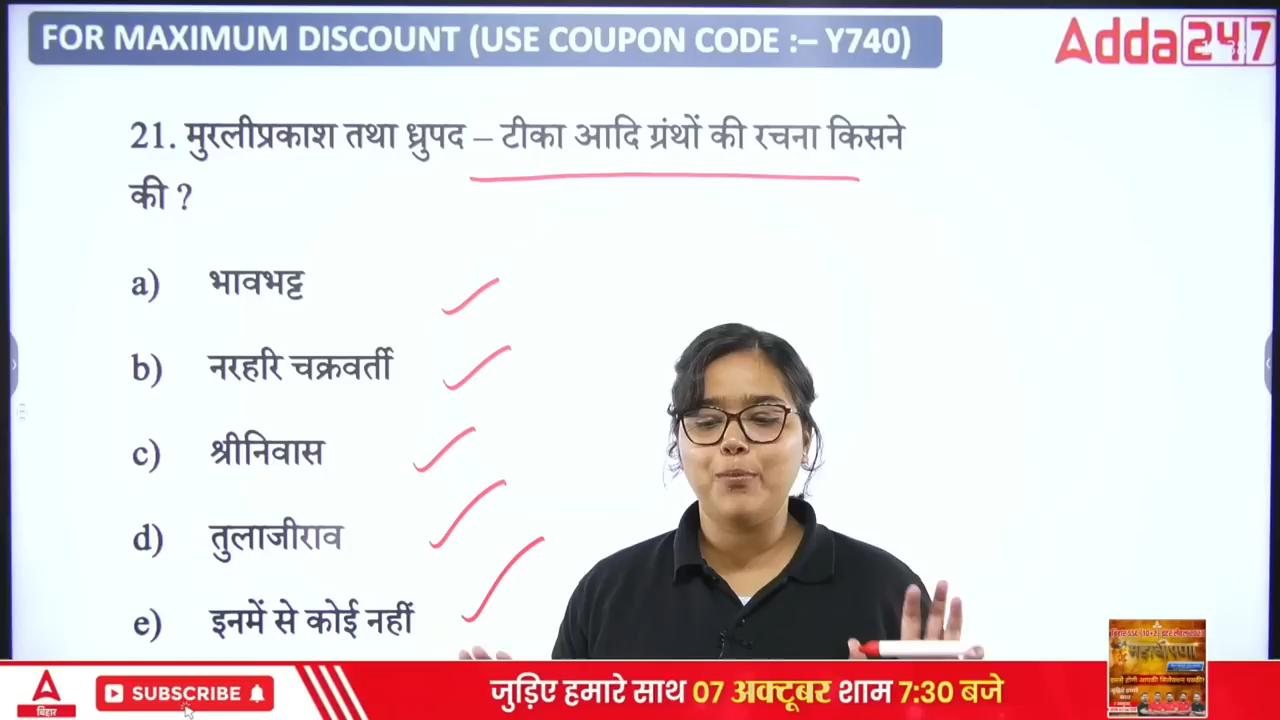 FOR MAXIMUM DISCOUNT (USE COUPON CODE :– Y740)
Adda247
21. मुरलीप्रकाश तथा ध्रुपद – टीका आदि ग्रंथों की रचना किसने
की ?
a) भावभट्ट
b) नरहरि चक्रवर्ती
c) श्रीनिवास
d) तुलाजीराव
e) इनमें से कोई नहीं
बिहार
SUBSCRIBE
जुड़िए हमारे साथ 07 अक्टूबर शाम 7:30 बजे